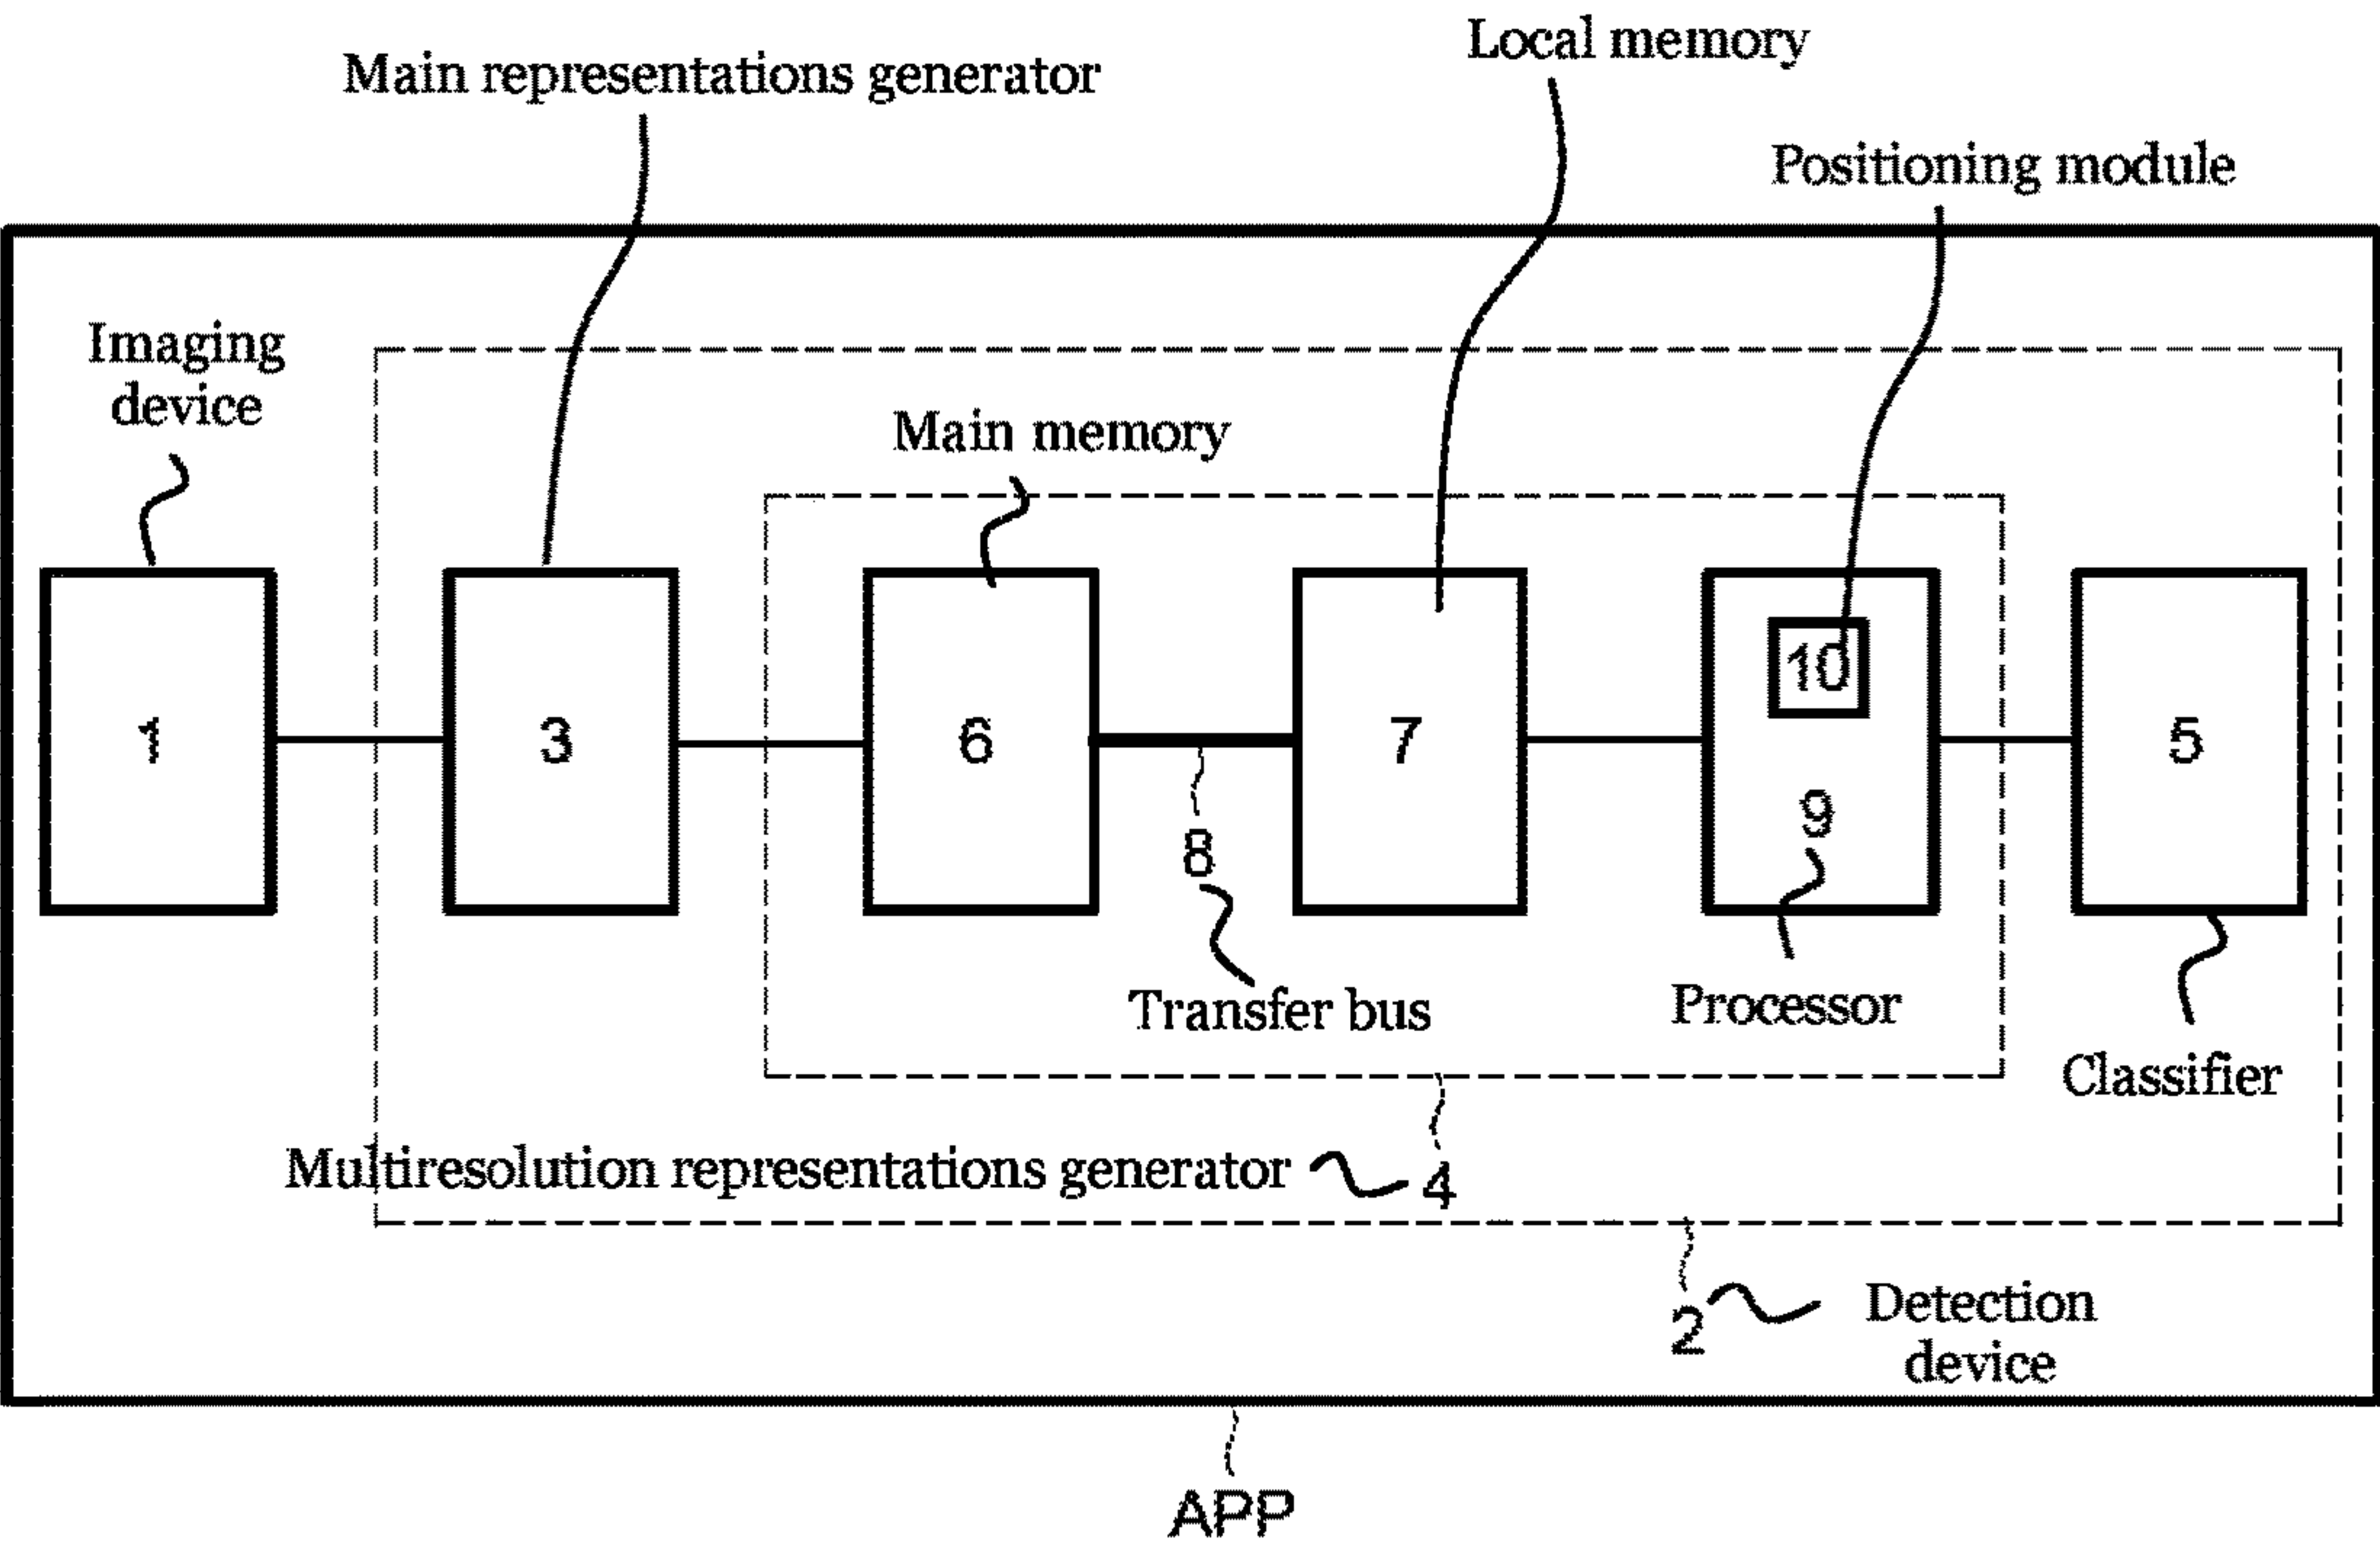 Local memory
Main representations generator
Positioning module
Imaging
device
Main memory
10
1
3
6
7
5
9
8
Transfer bus
Processor
Classifier
Multiresolution representations generator
4
2
Detection
device
APP